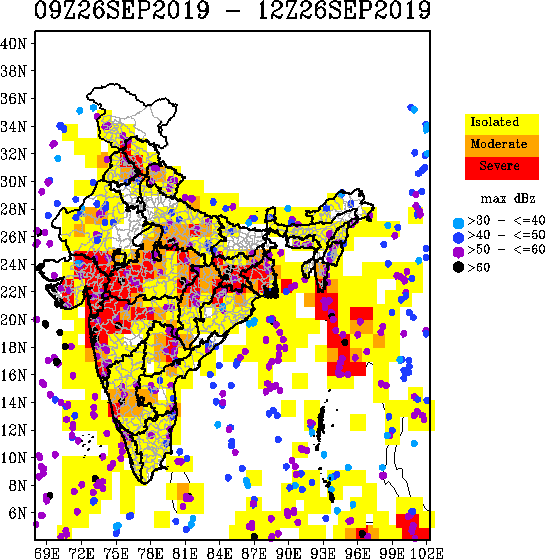 09Z26SEP2019 - 12Z26SEP2019
40N
38N
36N
34N
32N
30N
28N
26N
24N
22N
20N
18N
16N
14N
12N
10N
8N
6N
69E 72E 75E 78E 81E 84E 87E 90E 93E 96E 99E 102E
Isolated
Moderate
Severe
max dBz
>30 - <=40
>40 - <=50
>50 - <=60
>60